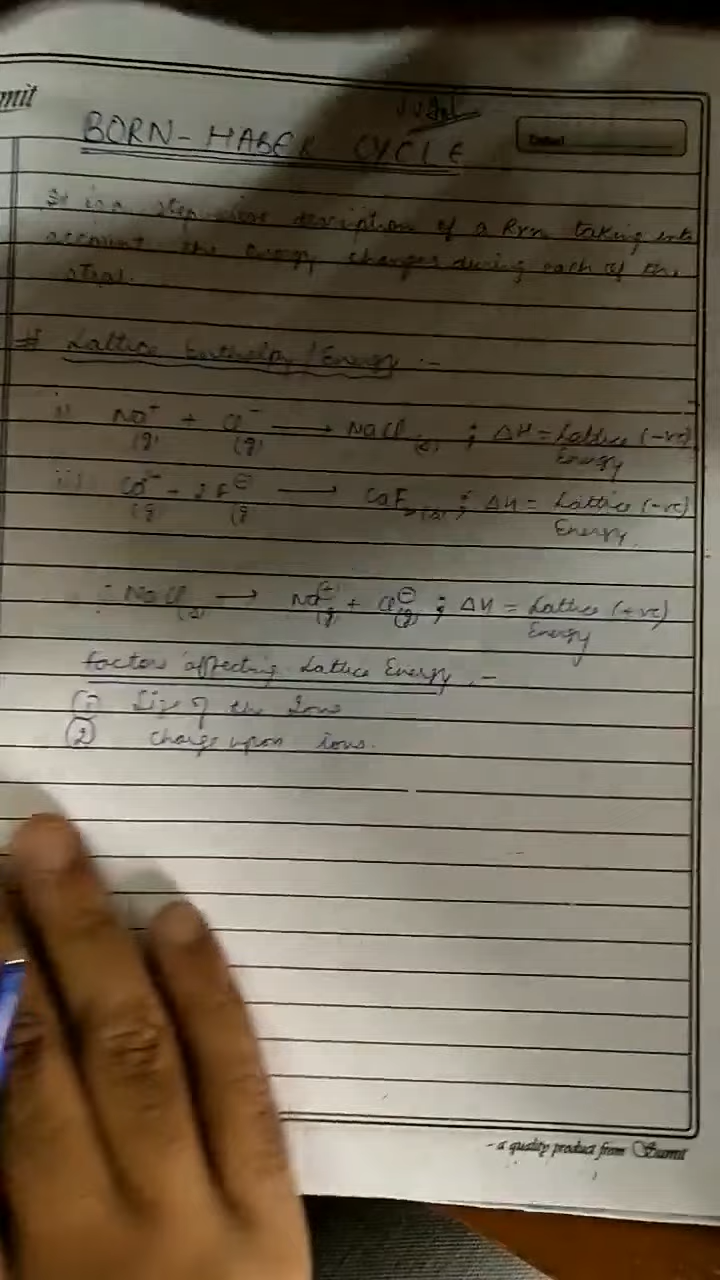 mit
BORN-HABER CYCLE
Dated
It is a step wise description of a Rxn taking into
account the energy changes during each of the
# Lattice Enthalpy/Energy :-
i) Na⁺ + Cl⁻ ⟶ NaCl (s) ; ΔH = Lattice (-ve)
(g) (g) Energy
ii) 2F⊖ ⟶ CaF₂(s) ; ΔH = Lattice (-ve)
(g) (g) Energy.
NaCl(s) ⟶ Na⊕(g) + Cl⊖(g) ; ΔH = Lattice (+ve)
Energy
Factors affecting Lattice Energy :-
(1) Size of the Ions
(2) charge upon ions.
- a quality product from Sumit